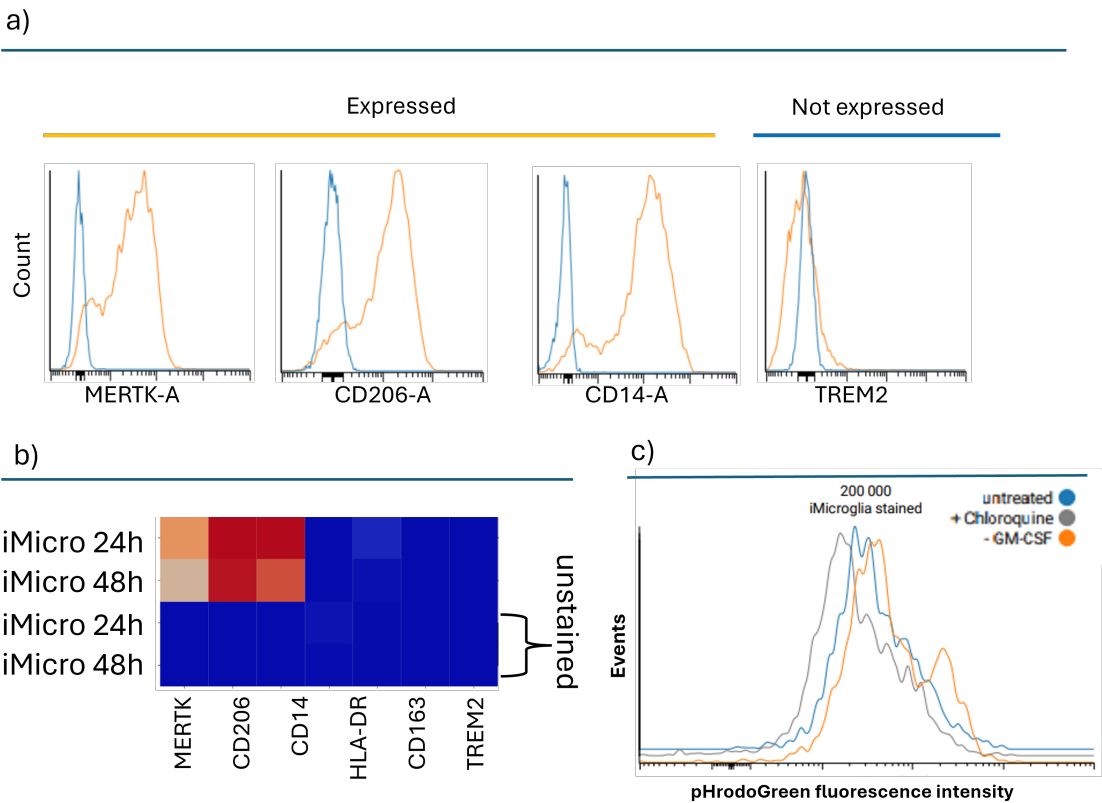 a)
Expressed
Not expressed
Count
MERTK-A
CD206-A
CD14-A
TREM2
b)
iMicro 24h
iMicro 48h
iMicro 24h
iMicro 48h
unstained
MERTK
CD206
CD14
HLA-DR
CD163
TREM2
c)
200 000
iMicroglia stained
untreated
+ Chloroquine
- GM-CSF
Events
pHrodoGreen fluorescence intensity